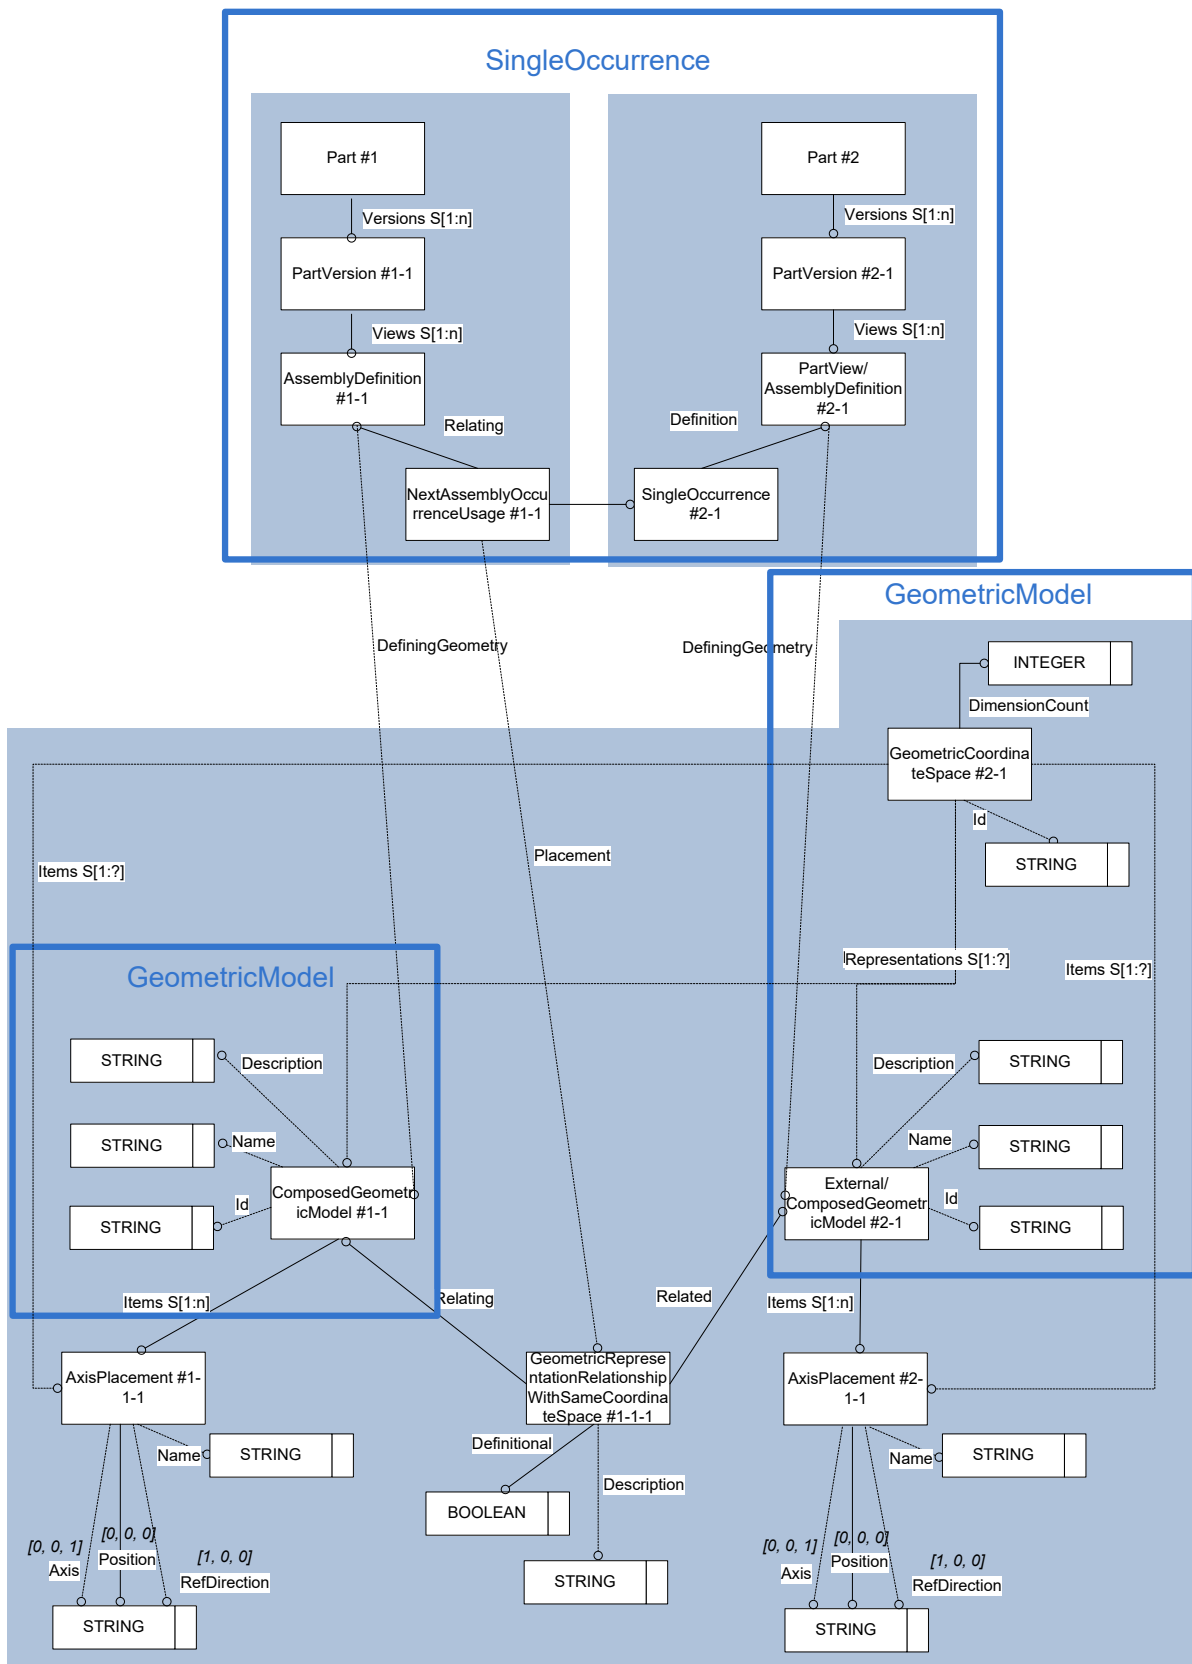 SingleOccurrence
Part #1
Part #2
Versions S[1:n]
Versions S[1:n]
PartVersion #1-1
PartVersion #2-1
Views S[1:n]
Views S[1:n]
AssemblyDefinition
#1-1
PartView/
AssemblyDefinition
#2-1
Relating
Definition
NextAssemblyOccu
rrenceUsage #1-1
SingleOccurrence
#2-1
GeometricModel
DefiningGeometry
DefiningGeometry
INTEGER
DimensionCount
GeometricCoordina
teSpace #2-1
Id
STRING
Placement
Items S[1:?]
Representations S[1:?]
Items S[1:?]
GeometricModel
STRING
Description
Description
STRING
STRING
Name
Name
STRING
STRING
Id
ComposedGeometr
icModel #1-1
External/
ComposedGeometr
icModel #2-1
Id
STRING
Items S[1:n]
Relating
Related
Items S[1:n]
AxisPlacement #1-
1-1
GeometricReprese
ntationRelationship
WithSameCoordina
teSpace #1-1-1
AxisPlacement #2-
1-1
Name
STRING
Definitional
Description
BOOLEAN
Name
STRING
[0, 0, 1]
Axis
[0, 0, 0]
Position
[1, 0, 0]
RefDirection
STRING
STRING
[0, 0, 1]
Axis
[0, 0, 0]
Position
[1, 0, 0]
RefDirection
STRING